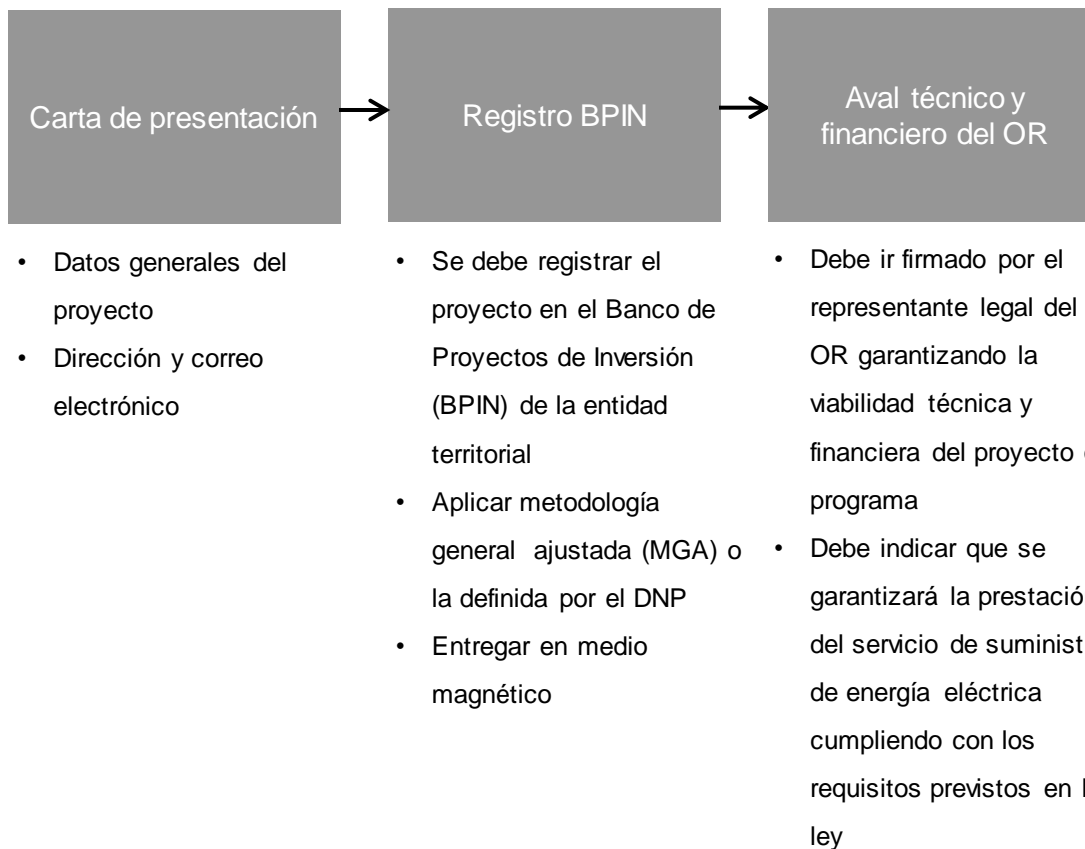 Carta de presentación
Registro BPIN
Aval técnico y
financiero del OR
• Datos generales del
proyecto
• Dirección y correo
electrónico
• Se debe registrar el
proyecto en el Banco de
Proyectos de Inversión
(BPIN) de la entidad
territorial
• Aplicar metodología
general ajustada (MGA) o
la definida por el DNP
• Entregar en medio
magnético
• Debe ir firmado por el
representante legal del
OR garantizando la
viabilidad técnica y
financiera del proyecto
programa
• Debe indicar que se
garantizará la
del servicio de
de energía eléctrica
cumpliendo con los
requisitos previstos en
ley